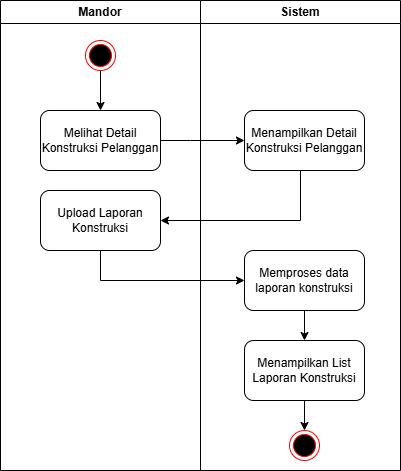 Mandor
Sistem
Melihat Detail
Konstruksi Pelanggan
Menampilkan Detail
Konstruksi Pelanggan
Upload Laporan
Konstruksi
Memproses data
laporan konstruksi
Menampilkan List
Laporan Konstruksi